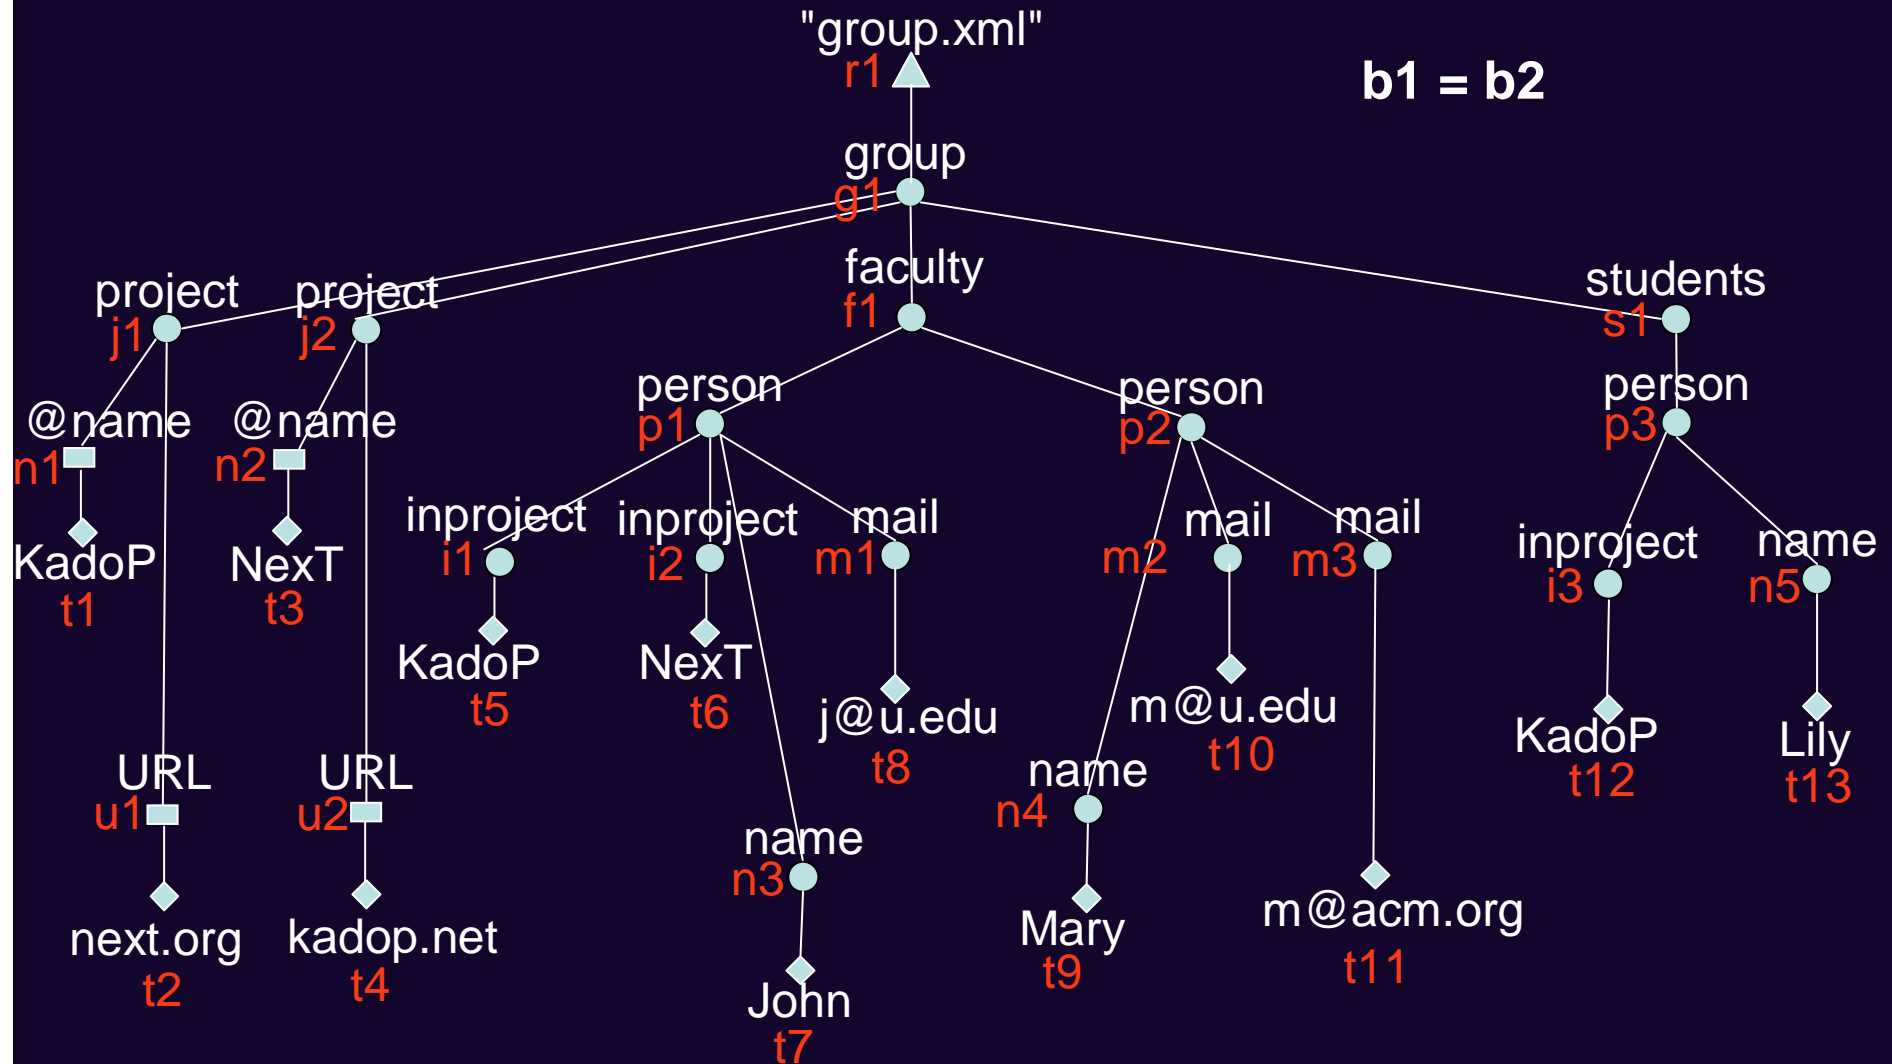 "group.xml"
r1
b1 = b2
group
g1
project
j1
project
j2
faculty
f1
students
s1
@name
n1
@name
n2
person
p1
person
p2
person
p3
KadoP
t1
NexT
t3
inproject
i1
inproject
i2
mail
m1
mail
m2
mail
m3
inproject
i3
name
n5
KadoP
t5
NexT
t6
j@u.edu
t8
m@u.edu
t10
KadoP
t12
Lily
t13
URL
u1
URL
u2
name
n3
name
n4
next.org
t2
kadop.net
t4
John
t7
Mary
t9
m@acm.org
t11